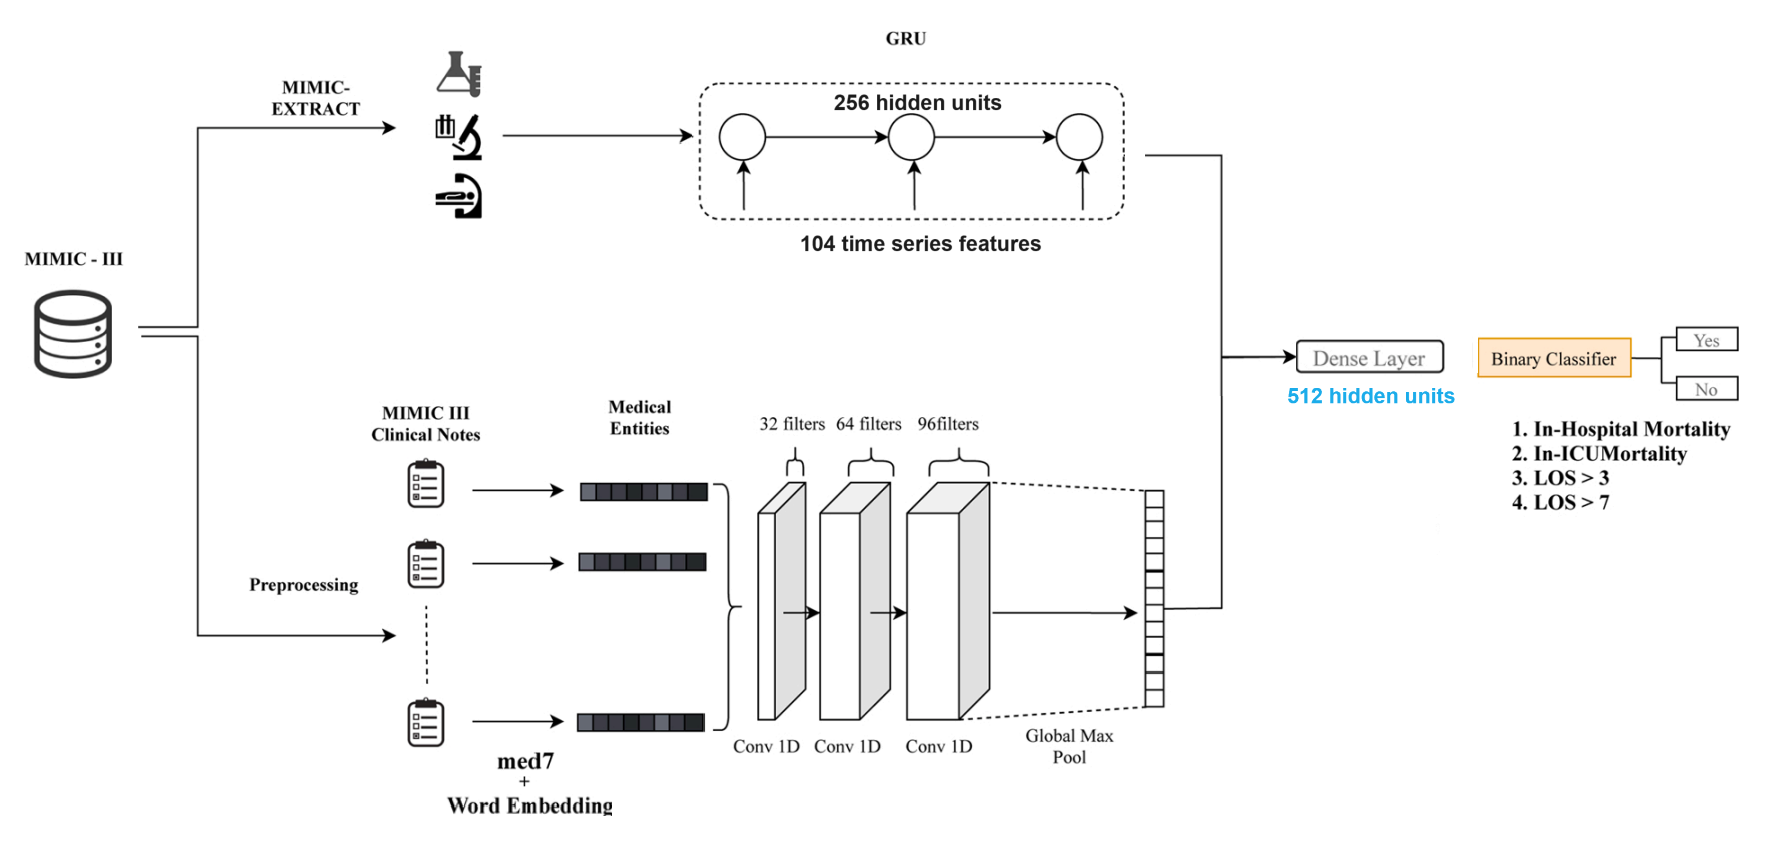 GRU
MIMIC-
EXTRACT
256 hidden units
104 time series features
MIMIC - III
Dense Layer
512 hidden units
Binary Classifier
Yes
No
1. In-Hospital Mortality
2. In-ICUMortality
3. LOS > 3
4. LOS > 7
MIMIC III
Clinical Notes
Medical
Entities
32 filters
64 filters
96filters
Preprocessing
Conv 1D
Conv 1D
Conv 1D
Global Max
Pool
med7
+
Word Embedding